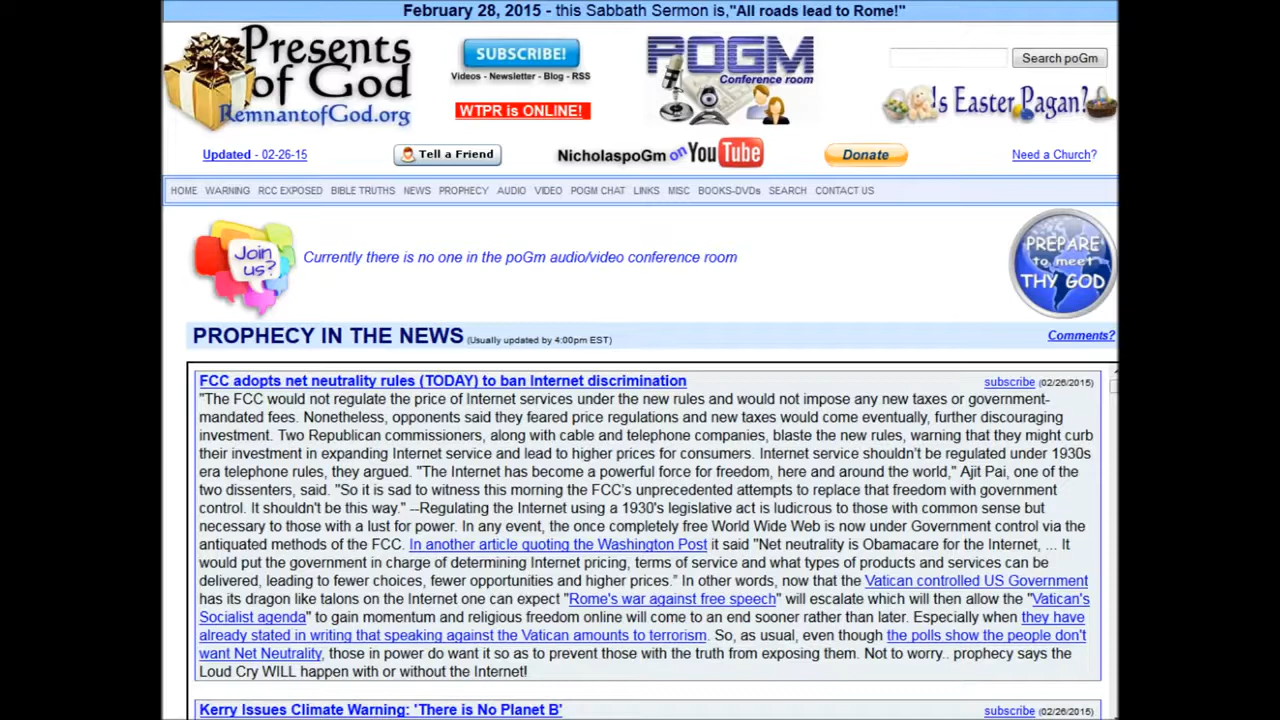 February 28, 2015 - this Sabbath Sermon is,"All roads lead to Rome!"
Presents
of God
RemnantofGod.org
SUBSCRIBE!
Videos - Newsletter - Blog - RSS
WTPR is ONLINE!
POGM
Conference room
Search poGm
Is Easter Pagan?
Updated - 02-26-15
Tell a Friend
NicholaspoGm on YouTube
Donate
Need a Church?
HOME WARNING RCC EXPOSED BIBLE TRUTHS NEWS PROPHECY AUDIO VIDEO POGM CHAT LINKS MISC BOOKS-DVDs SEARCH CONTACT US
Join
us?
Currently there is no one in the poGm audio/video conference room
PREPARE
to meet
THY GOD
PROPHECY IN THE NEWS (Usually updated by 4:00pm EST)
Comments?
FCC adopts net neutrality rules (TODAY) to ban Internet discrimination
subscribe (02/26/2015)
"The FCC would not regulate the price of Internet services under the new rules and would not impose any new taxes or government-
mandated fees. Nonetheless, opponents said they feared price regulations and new taxes would come eventually, further discouraging
investment. Two Republican commissioners, along with cable and telephone companies, blaste the new rules, warning that they might curb
their investment in expanding Internet service and lead to higher prices for consumers. Internet service shouldn't be regulated under 1930s
era telephone rules, they argued. "The Internet has become a powerful force for freedom, here and around the world," Ajit Pai, one of the
two dissenters, said. "So it is sad to witness this morning the FCC's unprecedented attempts to replace that freedom with government
control. It shouldn't be this way." --Regulating the Internet using a 1930's legislative act is ludicrous to those with common sense but
necessary to those with a lust for power. In any event, the once completely free World Wide Web is now under Government control via the
antiquated methods of the FCC. In another article quoting the Washington Post it said "Net neutrality is Obamacare for the Internet, ... It
would put the government in charge of determining Internet pricing, terms of service and what types of products and services can be
delivered, leading to fewer choices, fewer opportunities and higher prices." In other words, now that the Vatican controlled US Government
has its dragon like talons on the Internet one can expect "Rome's war against free speech" will escalate which will then allow the "Vatican's
Socialist agenda" to gain momentum and religious freedom online will come to an end sooner rather than later. Especially when they have
already stated in writing that speaking against the Vatican amounts to terrorism. So, as usual, even though the polls show the people don't
want Net Neutrality, those in power do want it so as to prevent those with the truth from exposing them. Not to worry.. prophecy says the
Loud Cry WILL happen with or without the Internet!
Kerry Issues Climate Warning: 'There is No Planet B'
subscribe (02/26/2015)